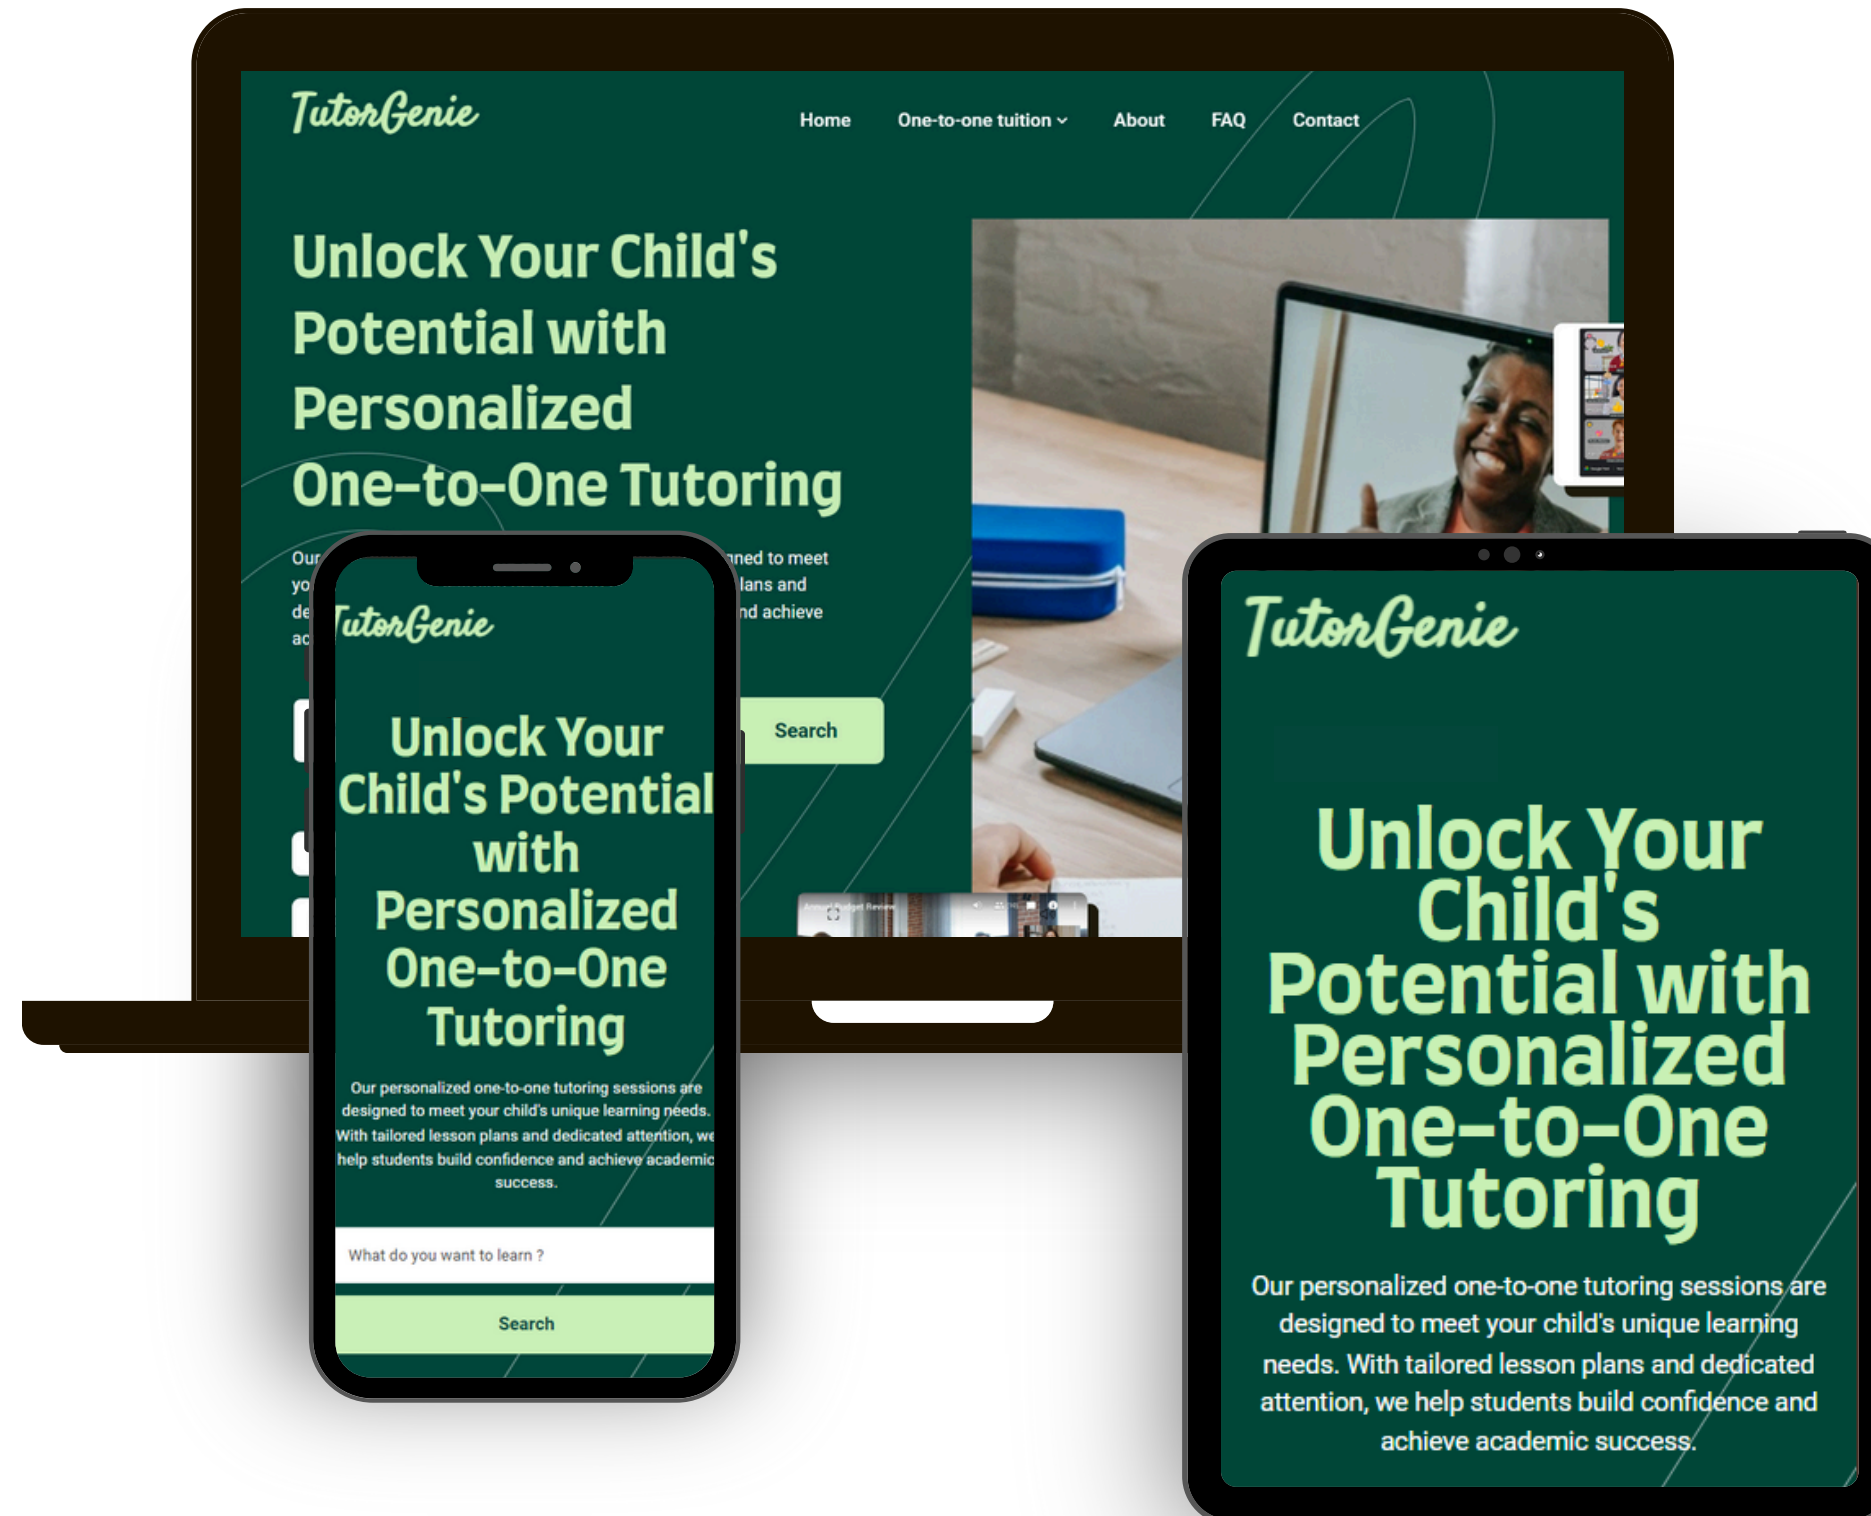 TutorGenie
Home One-to-one tuition About FAQ Contact
Unlock Your Child's
Potential with
Personalized
One-to-One Tutoring
Our
to meet
and
achieve
Search
Annual Budget Review
TutorGenie
Unlock Your
Child's Potential
with
Personalized
One-to-One
Tutoring
Our personalized one-to-one tutoring sessions are
designed to meet your child's unique learning needs.
With tailored lesson plans and dedicated attention, we
help students build confidence and achieve academic
success.
What do you want to learn ?
Search
TutorGenie
Unlock Your
Child's
Potential with
Personalized
One-to-One
Tutoring
Our personalized one-to-one tutoring sessions are
designed to meet your child's unique learning
needs. With tailored lesson plans and dedicated
attention, we help students build confidence and
achieve academic success.